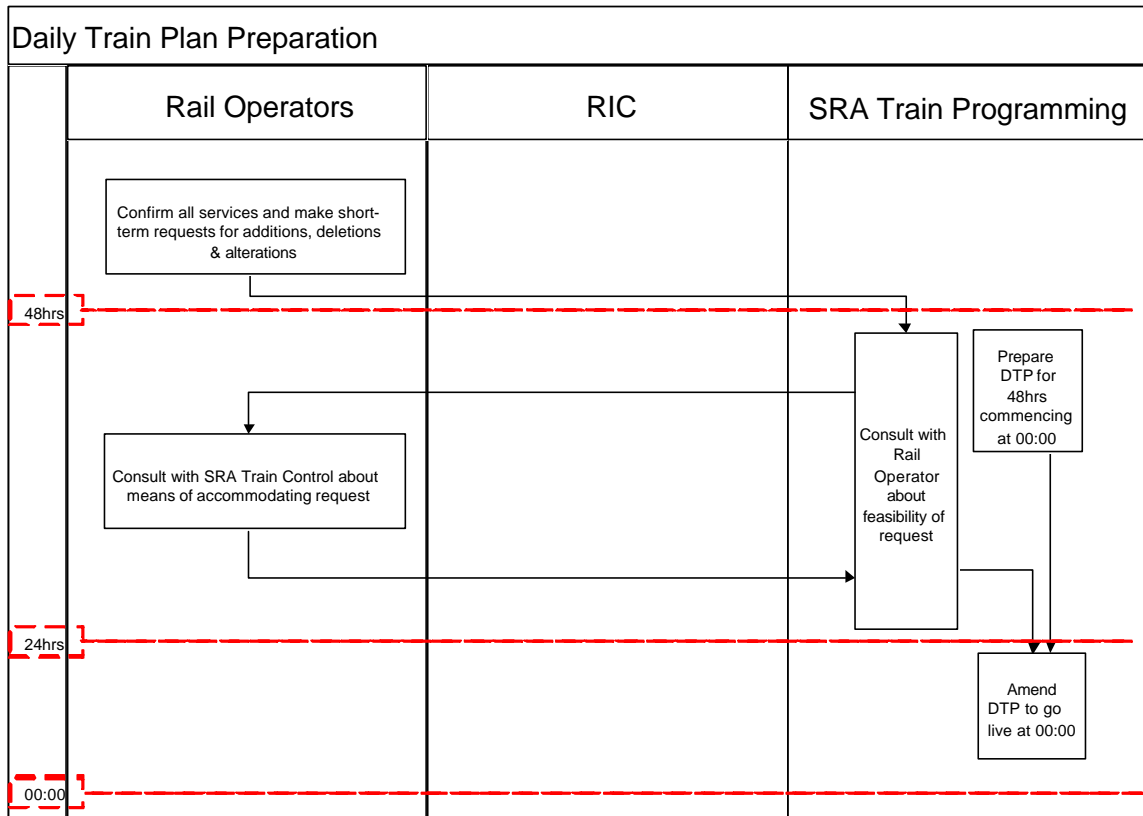 Daily Train Plan Preparation
Rail Operators
RIC
SRA Train Programming
Confirm all services and make short-
term requests for additions, deletions
& alterations
48hrs
Prepare
DTP for
48hrs
commencing
at 00:00
Consult with
Rail
Operator
about
feasibility of
request
Consult with SRA Train Control about
means of accommodating request
24hrs
Amend
DTP to go
live at 00:00
00:00